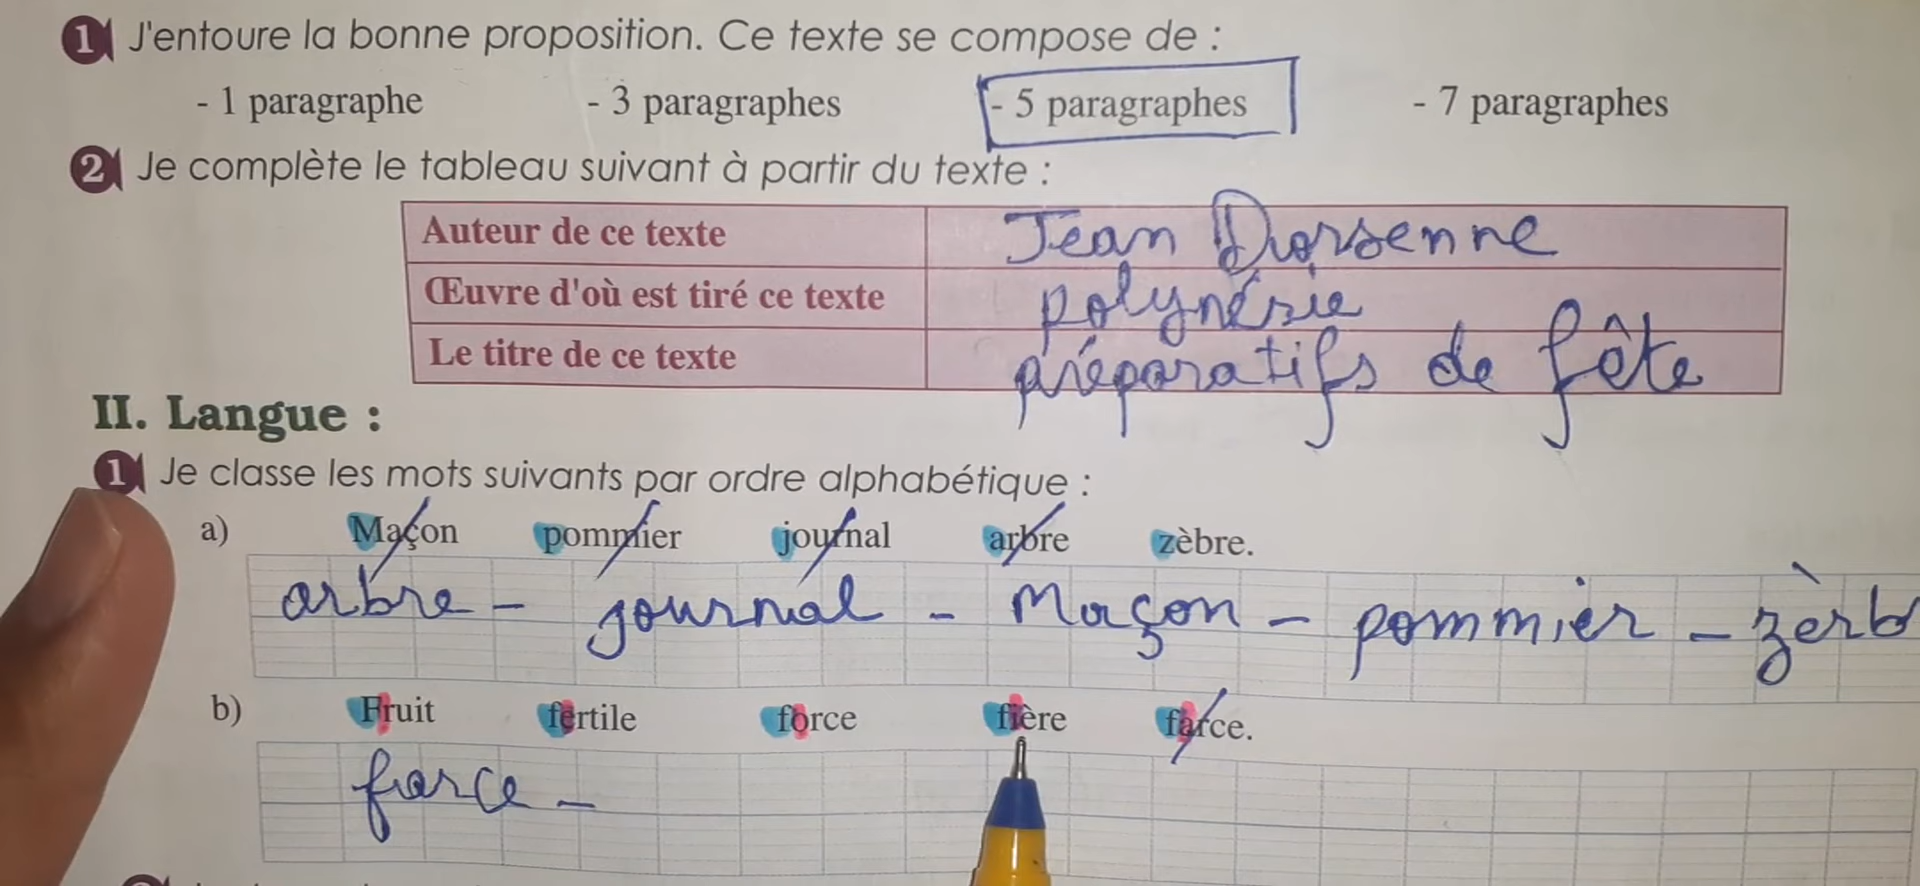 1 J'entoure la bonne proposition. Ce texte se compose de :
- 1 paragraphe - 3 paragraphes - 5 paragraphes - 7 paragraphes
2 Je complète le tableau suivant à partir du texte :
Auteur de ce texte Jean Dorsenne
Œuvre d'où est tiré ce texte polynésie
Le titre de ce texte préparatifs de fête
II. Langue :
1 Je classe les mots suivants par ordre alphabétique :
a) Maçon pommier journal arbre zèbre.
arbre - journal - Maçon - pommier - zèrb
b) Fruit fertile force fière farce.
farce -